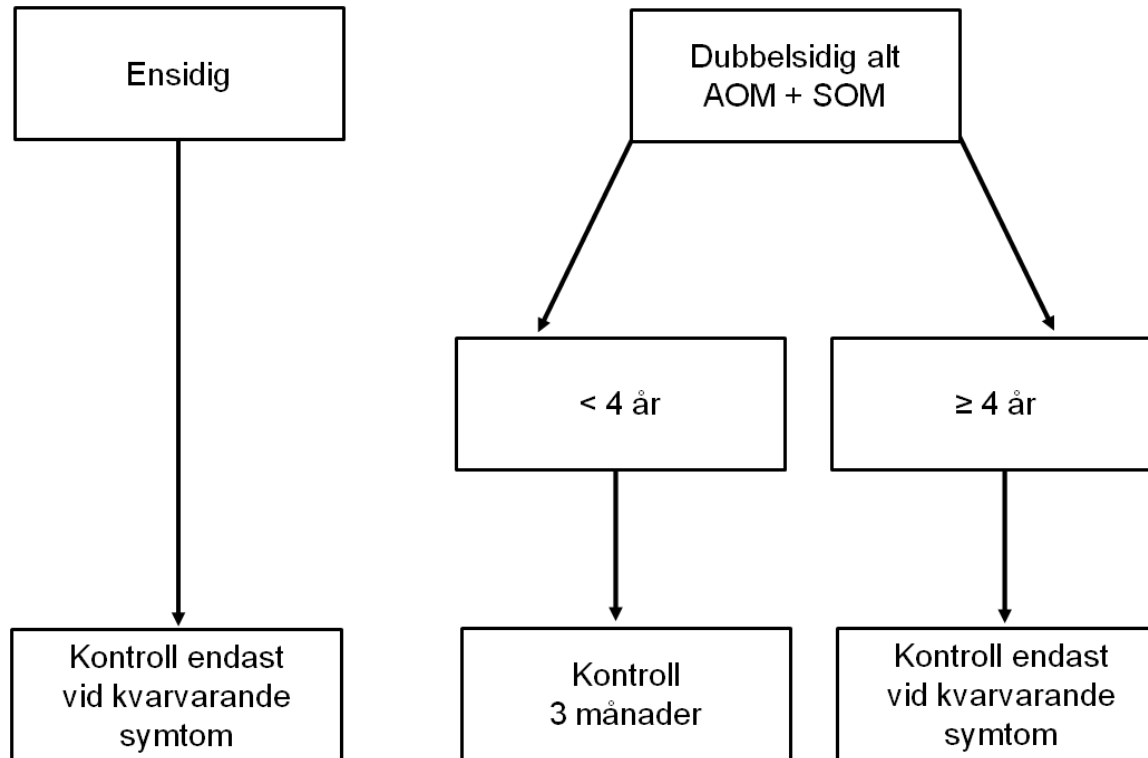 Ensidig
Dubbelsidig alt
AOM + SOM
< 4 år
≥ 4 år
Kontroll endast
vid kvarvarande
symtom
Kontroll
3 månader
Kontroll endast
vid kvarvarande
symtom